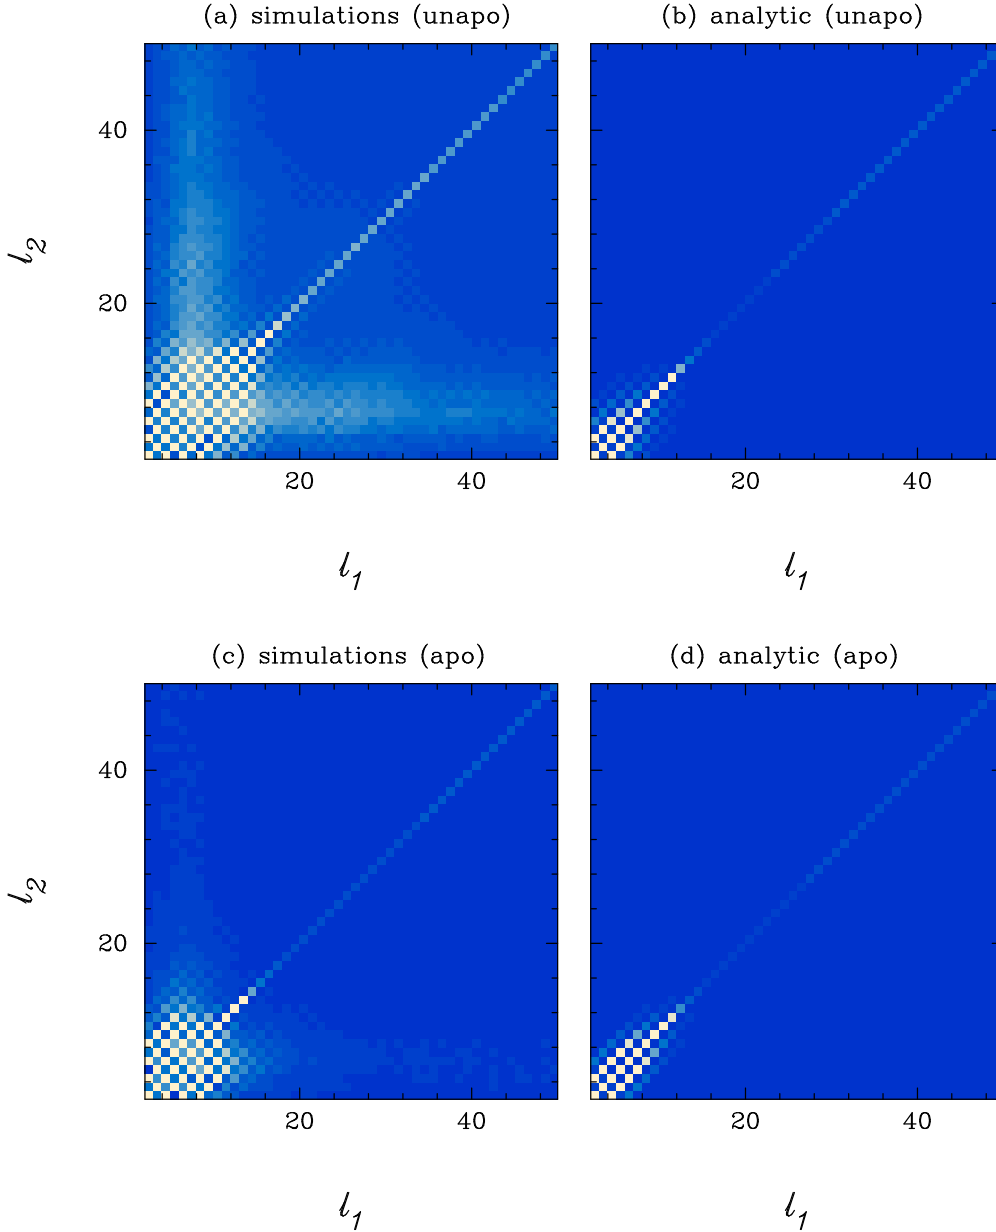 (a) simulations (unapo) (b) analytic (unapo)
40
l2
20
20 40 20 40
l1 l1
(c) simulations (apo) (d) analytic (apo)
40
l2
20
20 40 20 40
l1 l1